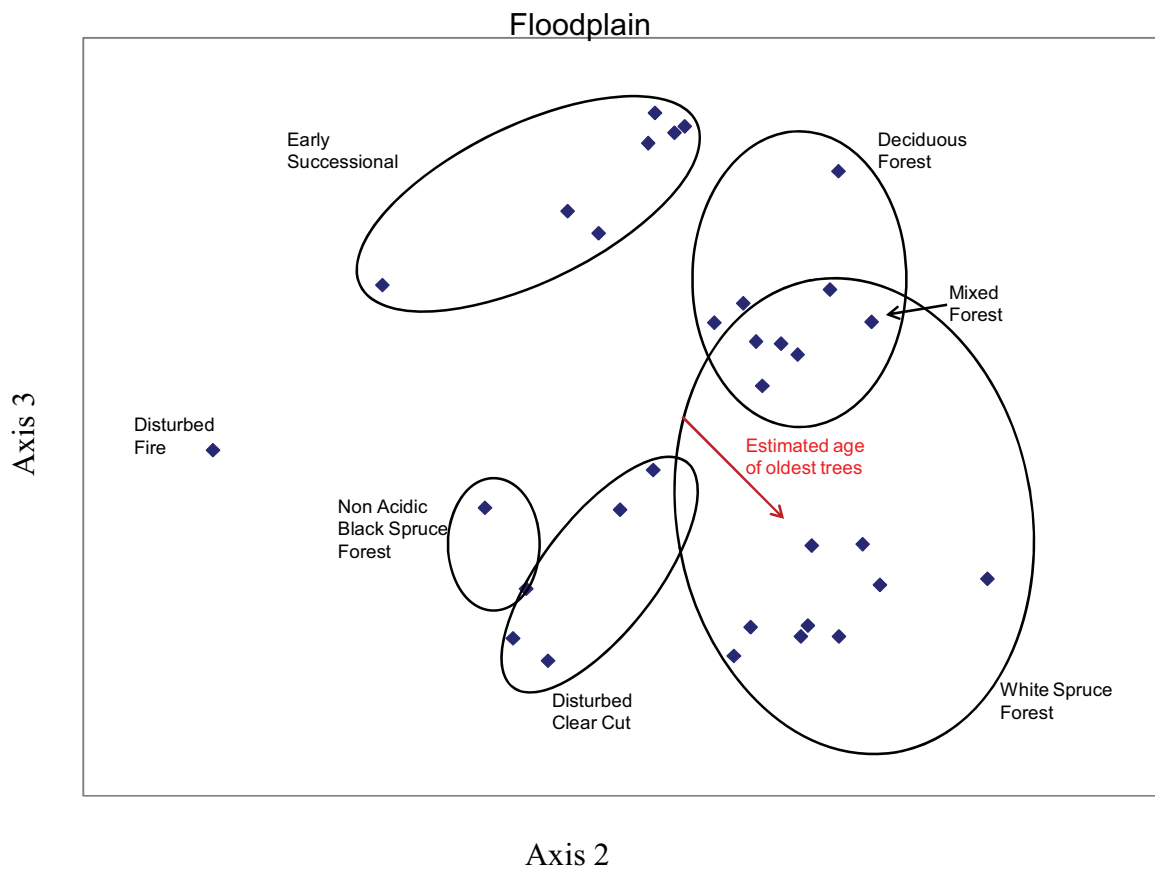 Floodplain
Early
Successional
Deciduous
Forest
Mixed
Forest
Axis 3
Disturbed
Fire
Estimated age
of oldest trees
Non Acidic
Black Spruce
Forest
White Spruce
Forest
Disturbed
Clear Cut
Axis 2